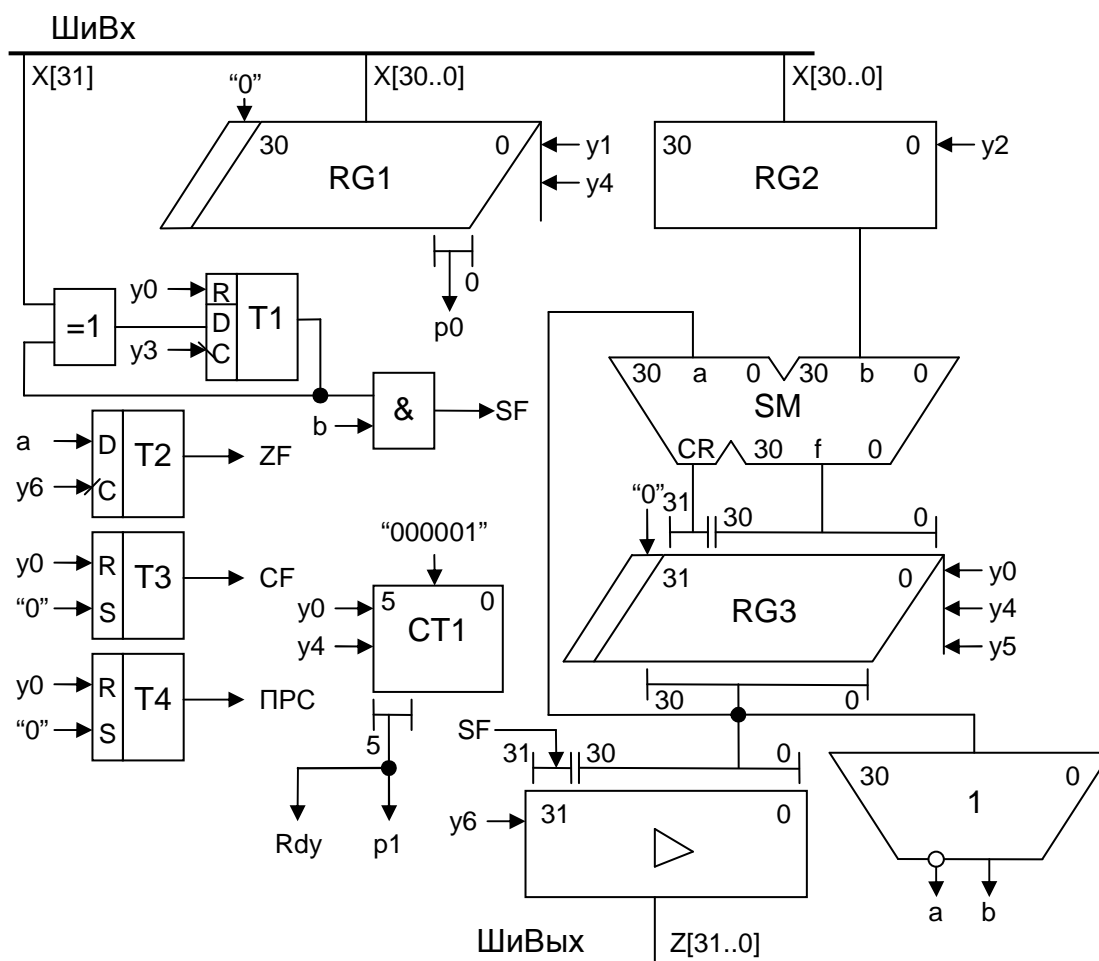 ШиВх
X[31]
“0”
X[30..0]
X[30..0]
30 0
RG1
y1
y4
30 0
RG2
y2
0
p0
y0
R
D
C
T1
=1
y3
&
b
SF
30 a 0 30 b 0
SM
CR 30 f 0
a
D
T2
ZF
y6
C
“0”
31
30 0
“000001”
y0
R
T3
CF
“0”
S
y0
5 0
CT1
y4
31 0
RG3
y0
y4
y5
y0
R
T4
ПРС
“0”
S
5
30 0
SF
31 30 0
30 0
1
Rdy
p1
y6
31 0
a
b
ШиВых
Z[31..0]